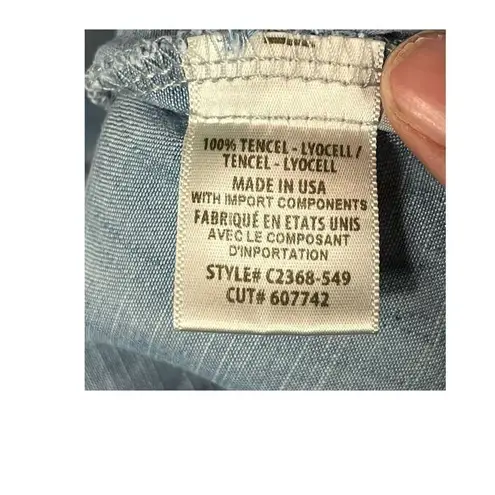 100% TENCEL - LYOCELL /
TENCEL - LYOCELL
MADE IN USA
WITH IMPORT COMPONENTS
FABRIQUÉ EN ETATS UNIS
AVEC LE COMPOSANT
D'INPORTATION
STYLE# C2368-549
CUT# 607742